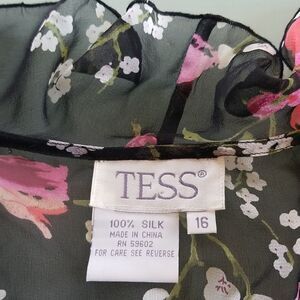 TESS®
100% SILK
MADE IN CHINA
RN 59602
FOR CARE SEE REVERSE
16